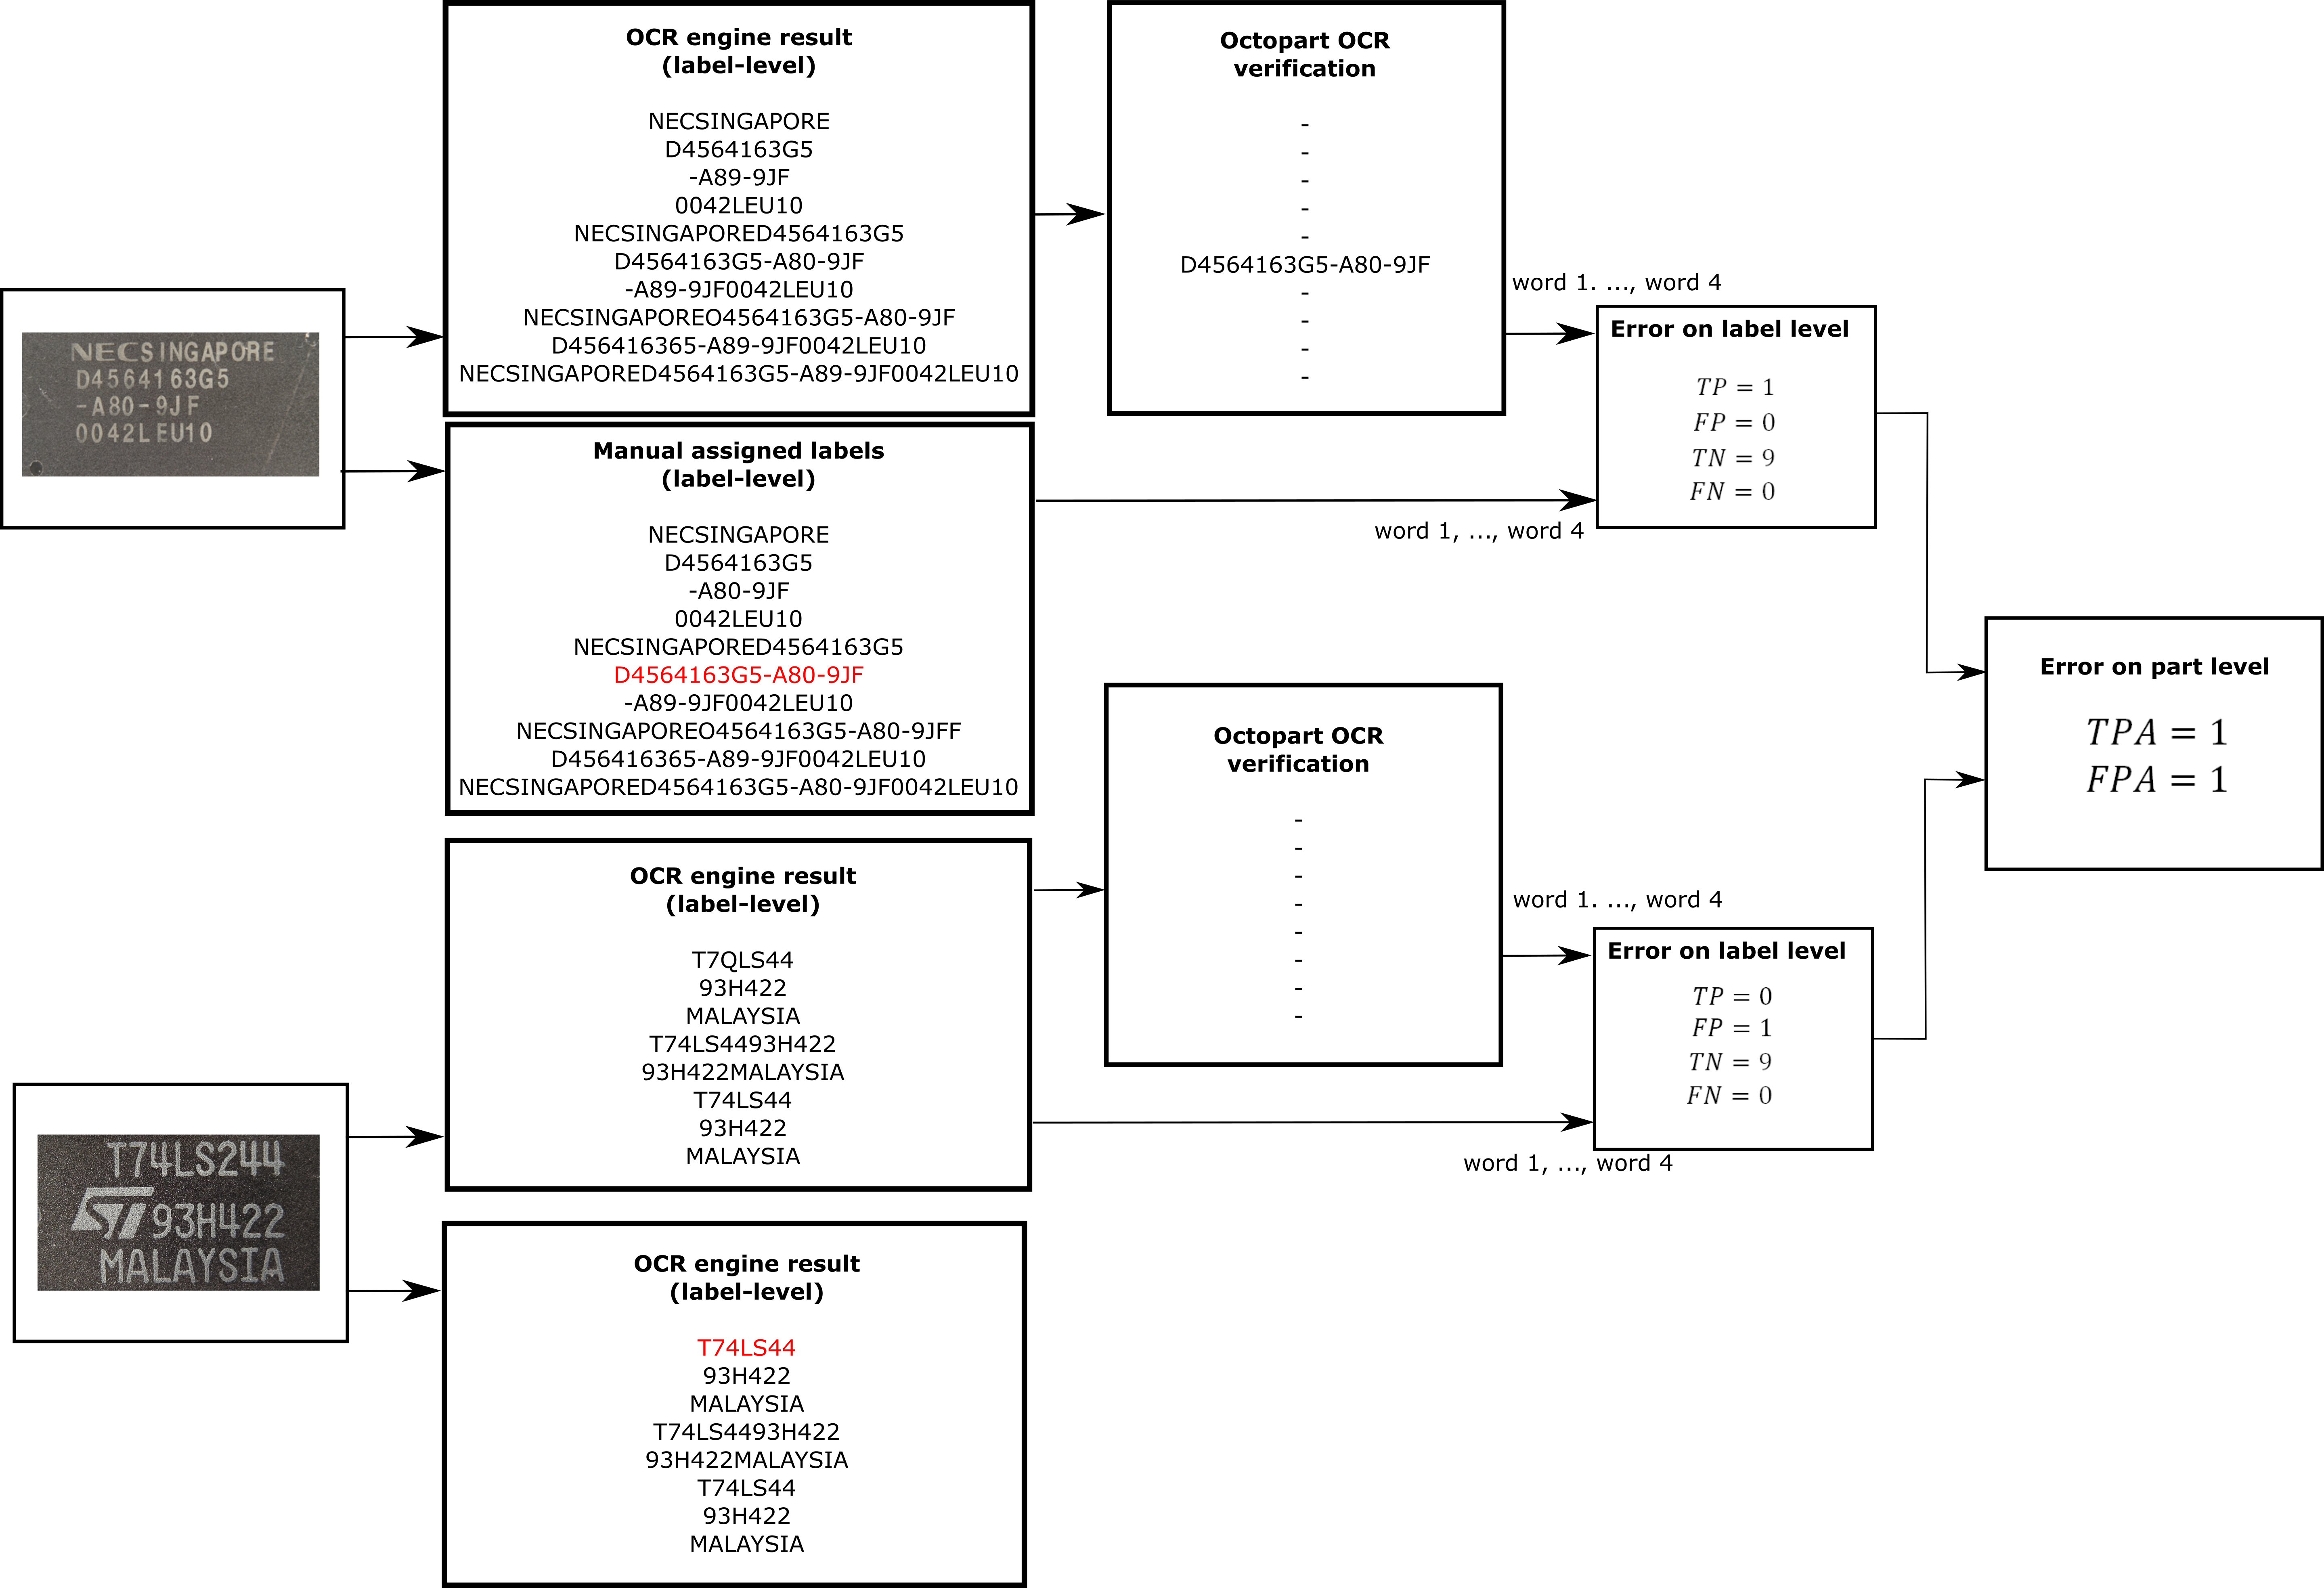 NECSINGAPORE
D4564163G5
-A80-9JF
0042LEU10
OCR engine result
(label-level)
NECSINGAPORE
D4564163G5
-A89-9JF
0042LEU10
NECSINGAPORED4564163G5
D4564163G5-A80-9JF
-A89-9JF0042LEU10
NECSINGAPOREO4564163G5-A80-9JF
D456416365-A89-9JF0042LEU10
NECSINGAPORED4564163G5-A89-9JF0042LEU10
Octopart OCR
verification
-
-
-
-
-
D4564163G5-A80-9JF
-
-
-
-
Manual assigned labels
(label-level)
NECSINGAPORE
D4564163G5
-A80-9JF
0042LEU10
NECSINGAPORED4564163G5
D4564163G5-A80-9JF
-A89-9JF0042LEU10
NECSINGAPOREO4564163G5-A80-9JFF
D456416365-A89-9JF0042LEU10
NECSINGAPORED4564163G5-A80-9JF0042LEU10
word 1. ..., word 4
word 1, ..., word 4
Error on label level
TP = 1
FP = 0
TN = 9
FN = 0
T74LS244
ST 93H422
MALAYSIA
OCR engine result
(label-level)
T7QLS44
93H422
MALAYSIA
T74LS4493H422
93H422MALAYSIA
T74LS44
93H422
MALAYSIA
Octopart OCR
verification
-
-
-
-
-
-
-
-
OCR engine result
(label-level)
T74LS44
93H422
MALAYSIA
T74LS4493H422
93H422MALAYSIA
T74LS44
93H422
MALAYSIA
word 1. ..., word 4
word 1, ..., word 4
Error on label level
TP = 0
FP = 1
TN = 9
FN = 0
Error on part level
TPA = 1
FPA = 1